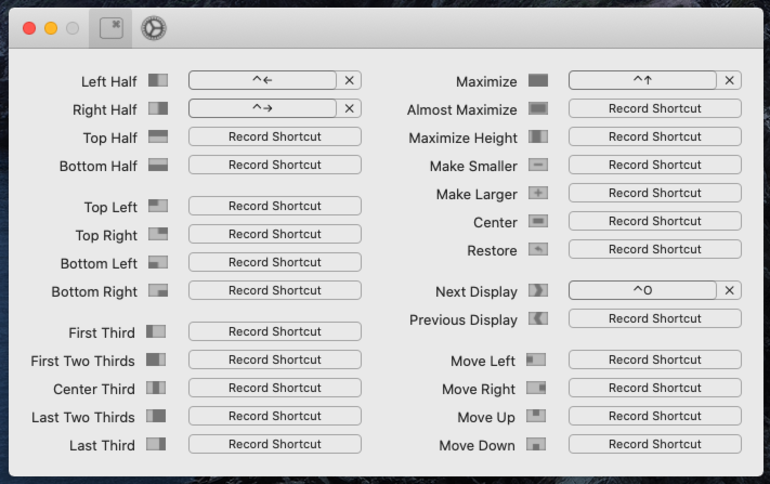 Left Half ^← ×
Right Half ^→ ×
Top Half Record Shortcut
Bottom Half Record Shortcut
Top Left Record Shortcut
Top Right Record Shortcut
Bottom Left Record Shortcut
Bottom Right Record Shortcut
First Third Record Shortcut
First Two Thirds Record Shortcut
Center Third Record Shortcut
Last Two Thirds Record Shortcut
Last Third Record Shortcut
Maximize ^↑ ×
Almost Maximize Record Shortcut
Maximize Height Record Shortcut
Make Smaller Record Shortcut
Make Larger Record Shortcut
Center Record Shortcut
Restore Record Shortcut
Next Display ^O ×
Previous Display Record Shortcut
Move Left Record Shortcut
Move Right Record Shortcut
Move Up Record Shortcut
Move Down Record Shortcut